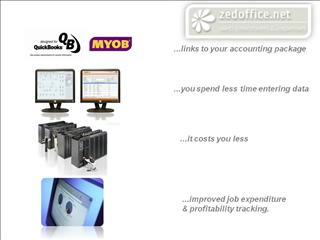 zedoffice.net
designed for
QB
QuickBooks
MYOB
...links to your accounting package
...you spend less time entering data
...it costs you less
...improved job expenditure
& profitability tracking.